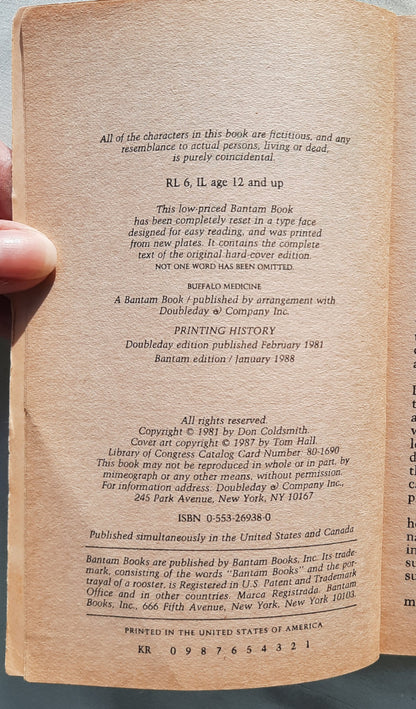 All of the characters in this book are fictitious, and any
resemblance to actual persons, living or dead,
is purely coincidental.
RL 6, IL age 12 and up
This low-priced Bantam Book
has been completely reset in a type face
designed for easy reading, and was printed
from new plates. It contains the complete
text of the original hard-cover edition.
NOT ONE WORD HAS BEEN OMITTED.
BUFFALO MEDICINE
A Bantam Book / published by arrangement with
Doubleday & Company Inc.
PRINTING HISTORY
Doubleday edition published February 1981
Bantam edition / January 1988
All rights reserved
Copyright © 1981 by Don Coldsmith.
Cover art copyright © 1987 by Tom Hall.
Library of Congress Catalog Card Number: 80-1690
This book may not be reproduced in whole or in part, by
mimeograph or any other means, without permission.
For information address: Doubleday & Company Inc.,
245 Park Avenue, New York, NY 10167
ISBN 0-553-26938-0
Published simultaneously in the United States and Canada
Bantam Books are published by Bantam Books, Inc. Its trade-
mark, consisting of the words "Bantam Books" and the por-
trayal of a rooster, is Registered in U.S. Patent and Trademark
Office and in other countries. Marca Registrada. Bantam
Books, Inc., 666 Fifth Avenue, New York, New York 10103.
PRINTED IN THE UNITED STATES OF AMERICA
KR 0 9 8 7 6 5 4 3 2 1